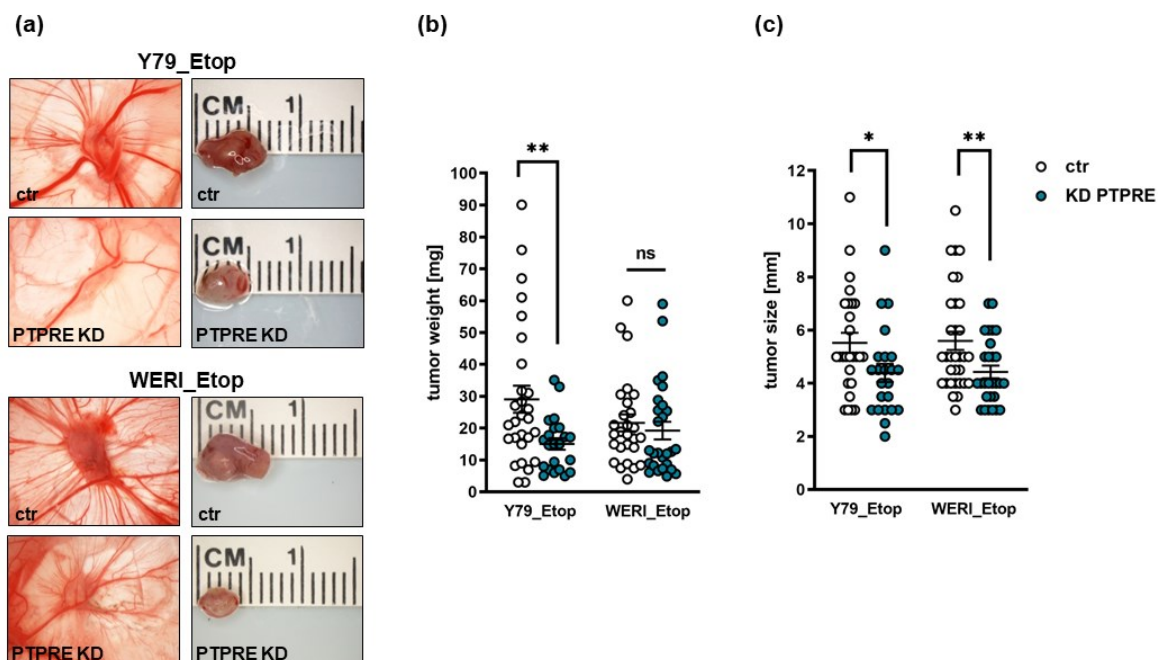 (a)
Y79_Etop
ctr
CM 1
ctr
PTPRE KD
CM 1
PTPRE KD
WERI_Etop
ctr
CM 1
ctr
PTPRE KD
CM 1
PTPRE KD
(b)
tumor weight [mg]
100
90
80
70
60
50
40
30
20
10
0
**
ns
Y79_Etop WERI_Etop
(c)
tumor size [mm]
12
10
8
6
4
2
0
* **
Y79_Etop WERI_Etop
ctr
KD PTPRE